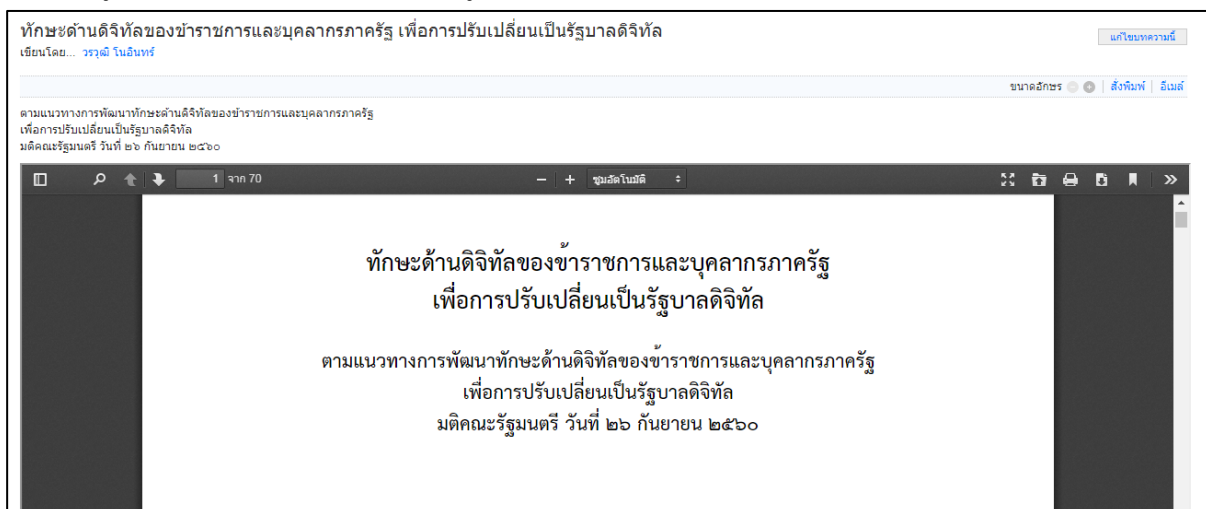 ทักษะด้านดิจิทัลของข้าราชการและบุคลากรภาครัฐ เพื่อการปรับเปลี่ยนเป็นรัฐบาลดิจิทัล
แก้ไขบทความนี้
เขียนโดย... วรวุฒิ โนอินทร์
ขนาดอักษร สั่งพิมพ์ อีเมล์
ตามแนวทางการพัฒนาทักษะด้านดิจิทัลของข้าราชการและบุคลากรภาครัฐ
เพื่อการปรับเปลี่ยนเป็นรัฐบาลดิจิทัล
มติคณะรัฐมนตรี วันที่ ๒๖ กันยายน ๒๕๖๐
1 จาก 70 ซูมอัตโนมัติ
ทักษะด้านดิจิทัลของข้าราชการและบุคลากรภาครัฐ
เพื่อการปรับเปลี่ยนเป็นรัฐบาลดิจิทัล
ตามแนวทางการพัฒนาทักษะด้านดิจิทัลของข้าราชการและบุคลากรภาครัฐ
เพื่อการปรับเปลี่ยนเป็นรัฐบาลดิจิทัล
มติคณะรัฐมนตรี วันที่ ๒๖ กันยายน ๒๕๖๐